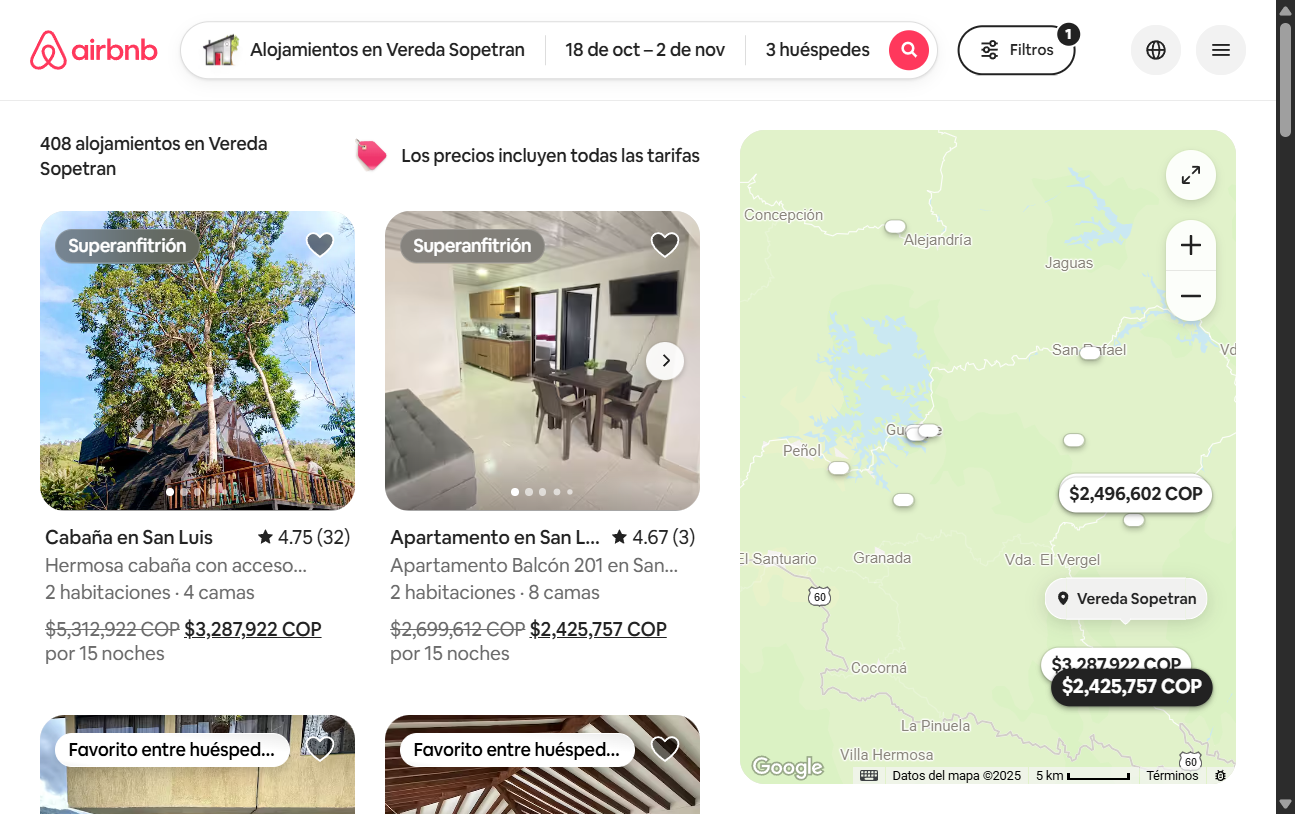 airbnb
Alojamientos en Vereda Sopetran
18 de oct – 2 de nov
3 huéspedes
Filtros
1
408 alojamientos en Vereda
Sopetran
Los precios incluyen todas las tarifas
Superanfitrión
Cabaña en San Luis
4.75 (32)
Hermosa cabaña con acceso...
2 habitaciones · 4 camas
$5,312,922 COP $3,287,922 COP
por 15 noches
Superanfitrión
Apartamento en San L...
4.67 (3)
Apartamento Balcón 201 en San...
2 habitaciones · 8 camas
$2,699,612 COP $2,425,757 COP
por 15 noches
Favorito entre huésped...
Favorito entre huésped...
Concepción
Alejandría
Jaguas
San Rafael
Vd
Peñol
$2,496,602 COP
El Santuario
Granada
Vda. El Vergel
60
Vereda Sopetran
$3,287,922 COP
Cocorná
$2,425,757 COP
La Pinuela
Villa Hermosa
60
Google
Datos del mapa ©2025
5 km
Términos